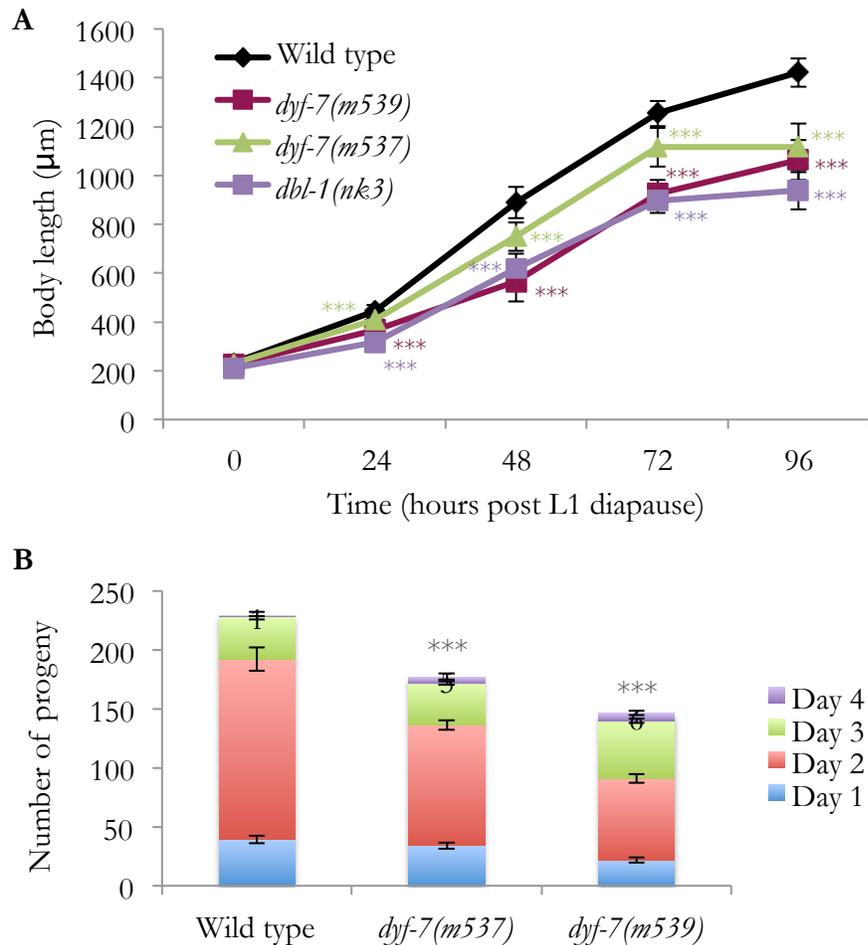 A
1600
1400
1200
1000
800
600
400
200
0
Body length (μm)
Wild type
dyf-7(m539)
dyf-7(m537)
dbl-1(nk3)
***
***
***
***
***
***
***
***
***
***
***
***
0 24 48 72 96
Time (hours post L1 diapause)
B
250
200
150
100
50
0
Number of progeny
1
***
5
***
6
Day 4
Day 3
Day 2
Day 1
Wild type dyf-7(m537) dyf-7(m539)